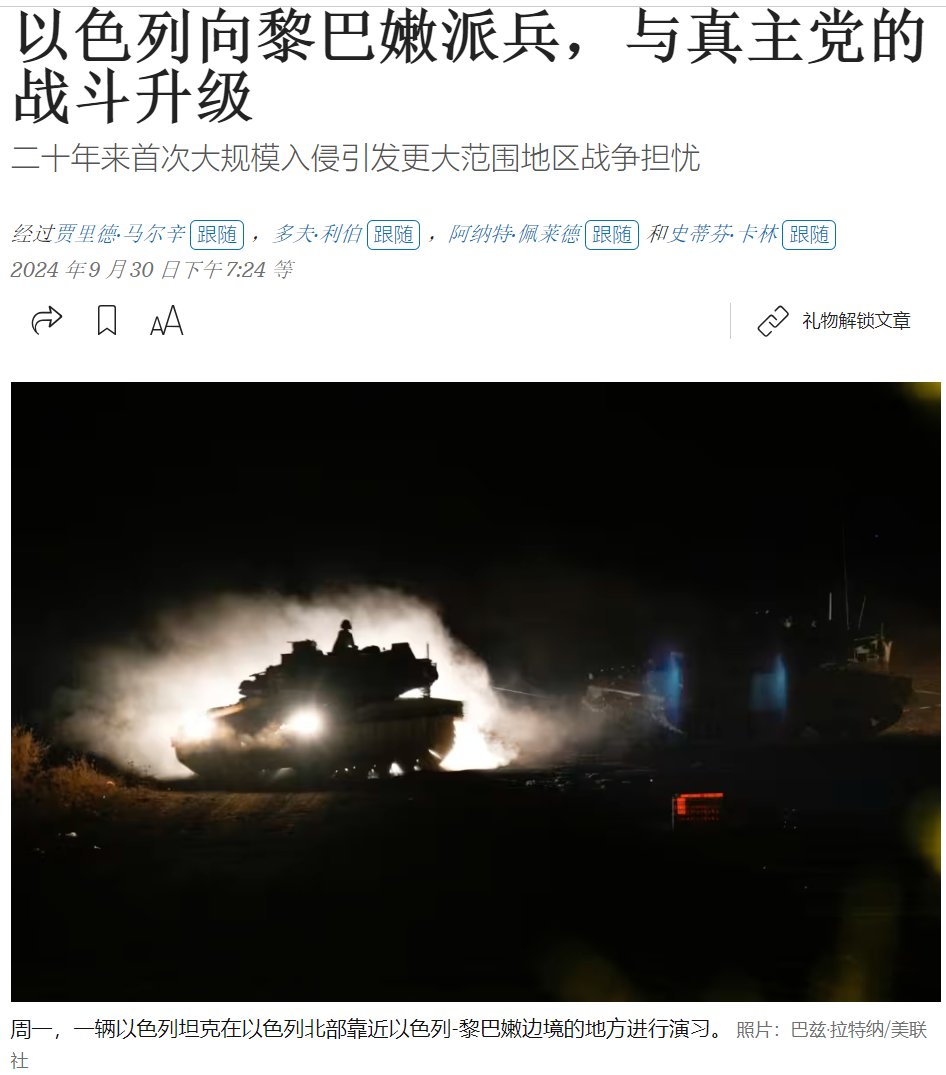 以色列向黎巴嫩派兵，与真主党的
战斗升级
二十年来首次大规模入侵引发更大范围地区战争担忧
经过贾里德·马尔辛 跟随 ，多夫·利伯 跟随 ，阿纳特·佩莱德 跟随 和史蒂芬·卡林 跟随
2024 年9 月30 日下午7:24 等
AA 礼物解锁文章
周一，一辆以色列坦克在以色列北部靠近以色列-黎巴嫩边境的地方进行演习。 照片：巴兹·拉特纳/美联
社